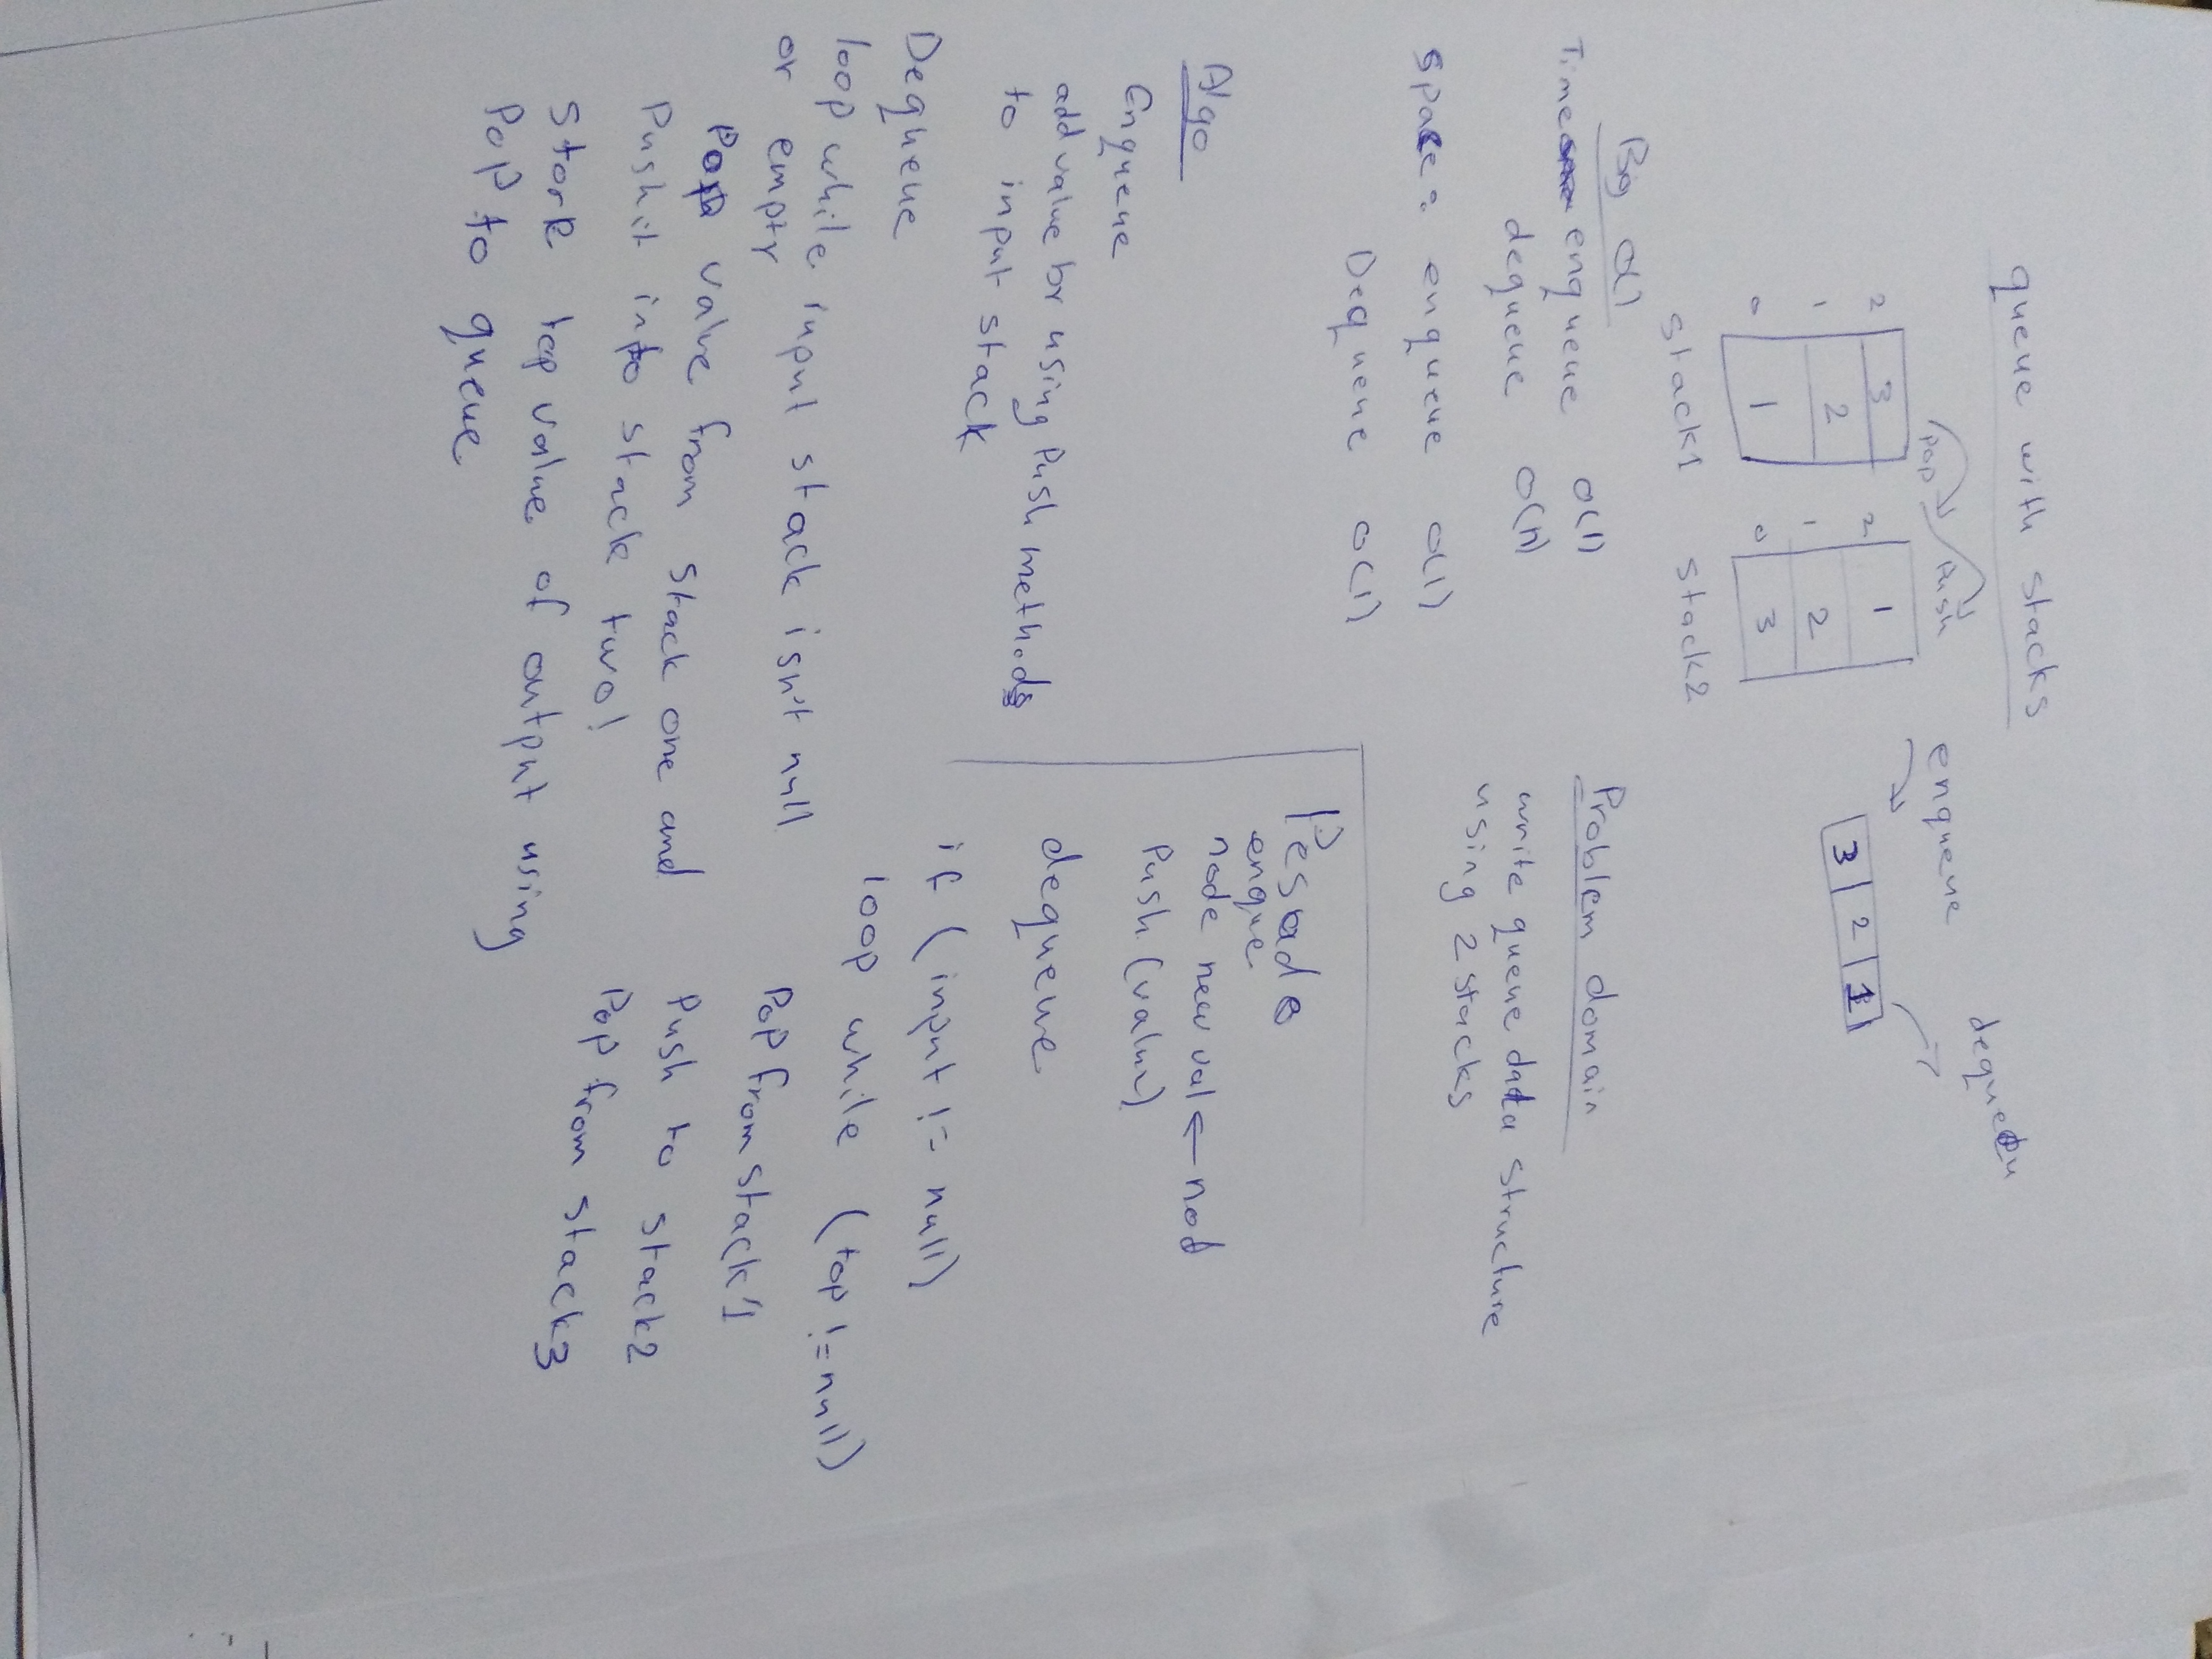 queue with stacks
Pop Push
enqueue
dequeu
2 3
1 2
0 1
stack1
2 1
1 2
0 3
stack2
3 2 1
Big O()
Time enqueue O(1)
dequeue O(n)
space: enqueue O(1)
Dequeue O(1)
Problem domain
write queue data structure
using 2 stacks
Algo
Enqueue
add value by using Push methods
to input stack
Dequeue
loop while input stack isn't null
or empty
Pop value from stack one and
Push it into stack two!
store top value of output using
Pop to queue
Pesado
enque
node new val ← nod
Push (value)
dequeue
if (input != null)
loop while (top != null)
Pop from stack 1
Push to stack2
Pop from stack3